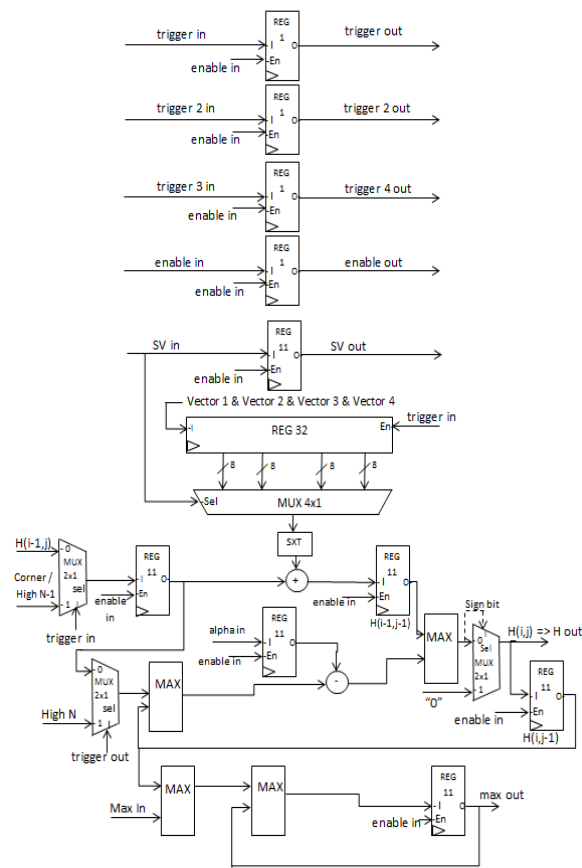 REG
1
trigger in
trigger out
I
O
En
enable in
REG
1
trigger 2 in
trigger 2 out
I
O
En
enable in
REG
1
trigger 3 in
trigger 4 out
I
O
En
enable in
REG
1
enable in
enable out
I
O
En
enable in
REG
11
SV in
SV out
I
O
En
enable in
Vector 1 & Vector 2 & Vector 3 & Vector 4
I
REG 32
En
trigger in
8
8
8
8
Sel
MUX 4x1
SXT
H(i-1,j)
0
MUX
2x1
sel
Corner /
High N-1
1
trigger in
REG
11
I
O
En
enable
in
+
REG
11
I
O
En
enable in
H(i-1,j-1)
alpha in
REG
11
I
O
En
enable in
-
MAX
Sign bit
0
Sel
MUX
2x1
1
"0"
H(i,j) => H out
REG
11
I
O
En
enable in
H(i,j-1)
0
MUX
2x1
sel
High N
1
trigger out
MAX
Max In
MAX
MAX
REG
11
I
O
En
enable in
max out